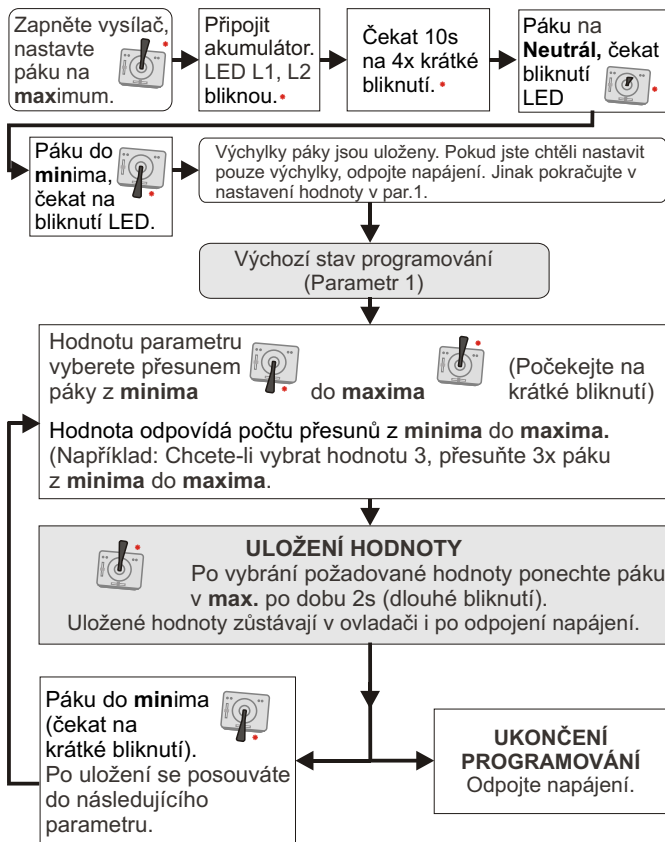 Zapněte vysílač,
nastavte
páku na
maximum.
Připojit
akumulátor.
LED L1, L2
bliknou.
Čekat 10s
na 4x krátké
bliknutí.
Páku na
Neutrál, čekat
bliknutí
LED
Páku do
minima,
čekat na
bliknutí LED.
Výchylky páky jsou uloženy. Pokud jste chtěli nastavit
pouze výchylky, odpojte napájení. Jinak pokračujte v
nastavení hodnoty v par.1.
Výchozí stav programování
(Parametr 1)
Hodnotu parametru
vyberete přesunem
páky z minima do maxima
(Počekejte na
krátké bliknutí)
Hodnota odpovídá počtu přesunů z minima do maxima.
(Například: Chcete-li vybrat hodnotu 3, přesuňte 3x páku
z minima do maxima.
ULOŽENÍ HODNOTY
Po vybrání požadované hodnoty ponechte páku
v max. po dobu 2s (dlouhé bliknutí).
Uložené hodnoty zůstávají v ovladači i po odpojení napájení.
Páku do minima
(čekat na
krátké bliknutí).
Po uložení se posouváte
do následujícího
parametru.
UKONČENÍ
PROGRAMOVÁNÍ
Odpojte napájení.